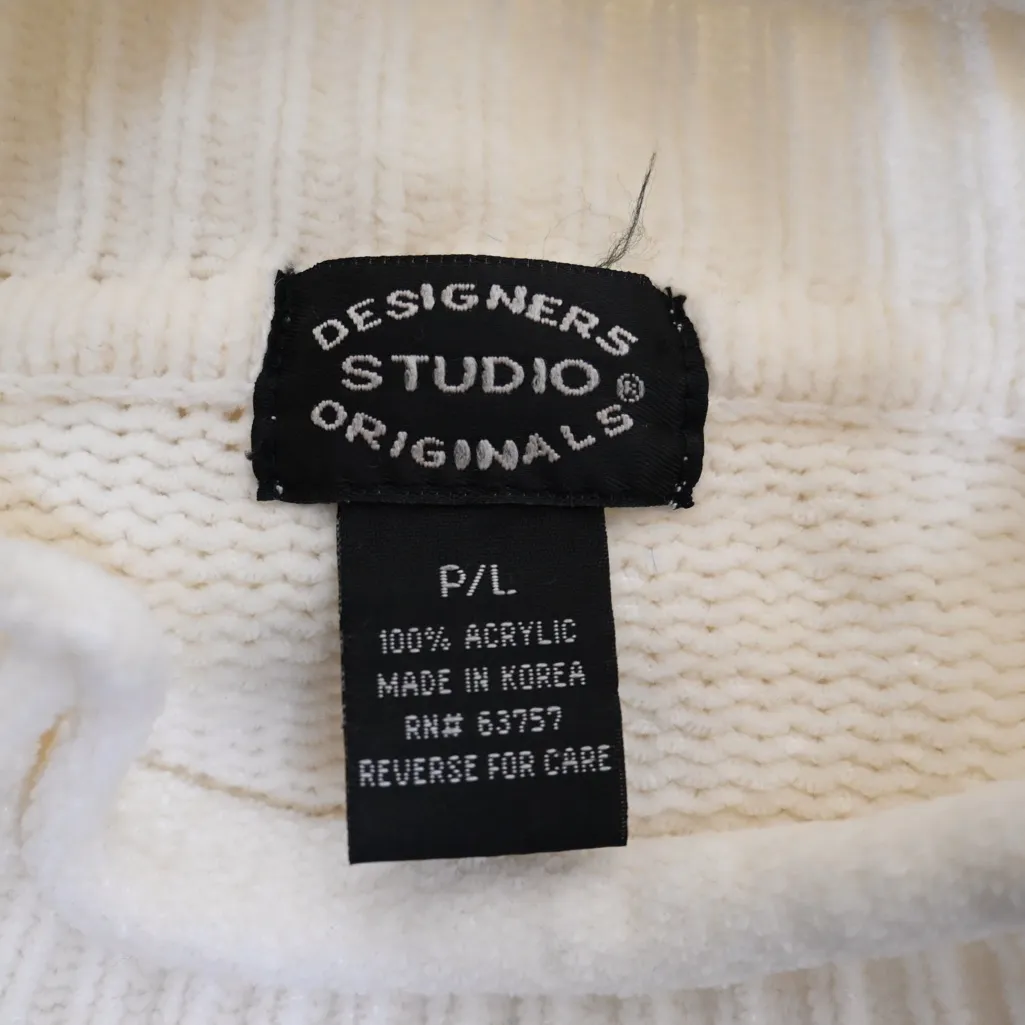 DESIGNERS
STUDIO
ORIGINALS®
P/L
100% ACRYLIC
MADE IN KOREA
RN# 63757
REVERSE FOR CARE